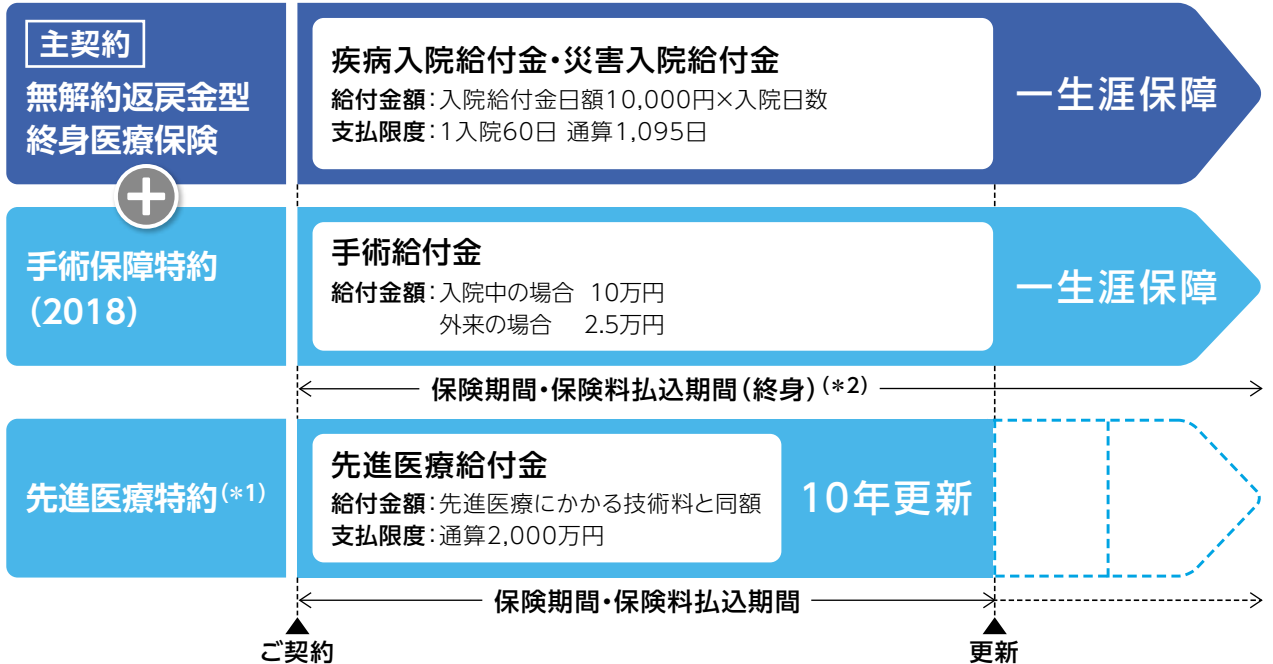 主契約
無解約返戻金型
終身医療保険
疾病入院給付金・災害入院給付金
給付金額：入院給付金日額10,000円×入院日数
支払限度：1入院60日 通算1,095日
一生涯保障
手術保障特約
（2018）
手術給付金
給付金額：入院中の場合 10万円
外来の場合 2.5万円
一生涯保障
保険期間・保険料払込期間（終身）（*2）
先進医療特約（*1）
先進医療給付金
給付金額：先進医療にかかる技術料と同額
支払限度：通算2,000万円
10年更新
保険期間・保険料払込期間
ご契約
更新